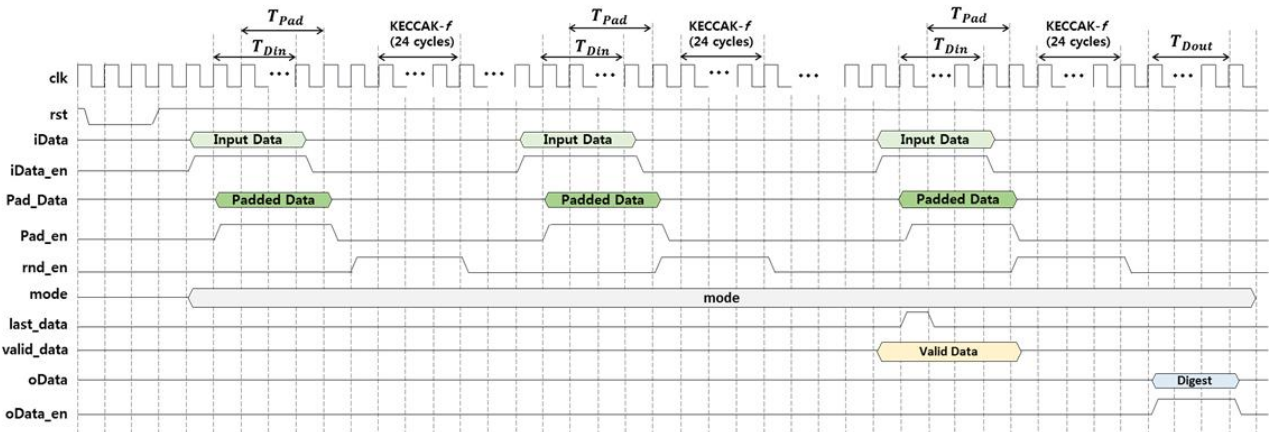 T_Pad KECCAK-f T_Pad KECCAK-f T_Pad KECCAK-f
(24 cycles) (24 cycles) (24 cycles)
T_Din T_Din T_Din T_Dout
clk ... ... ... ... ... ... ... ... ... ...
rst
iData Input Data Input Data Input Data
iData_en
Pad_Data Padded Data Padded Data Padded Data
Pad_en
rnd_en
mode mode
last_data
valid_data Valid Data
oData Digest
oData_en